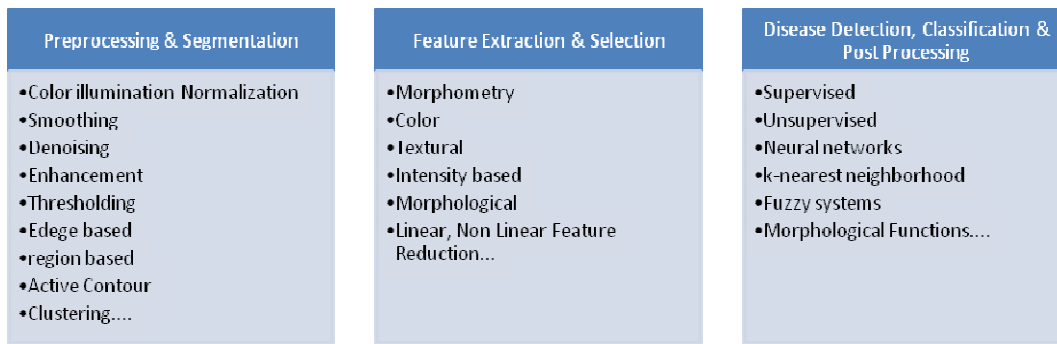 Preprocessing & Segmentation
•Color illumination Normalization
•Smoothing
•Denoising
•Enhancement
•Thresholding
•Edege based
•region based
•Active Contour
•Clustering....
Feature Extraction & Selection
•Morphometry
•Color
•Textural
•Intensity based
•Morphological
•Linear, Non Linear Feature
Reduction...
Disease Detection, Classification &
Post Processing
•Supervised
•Unsupervised
•Neural networks
•k-nearest neighborhood
•Fuzzy systems
•Morphological Functions....